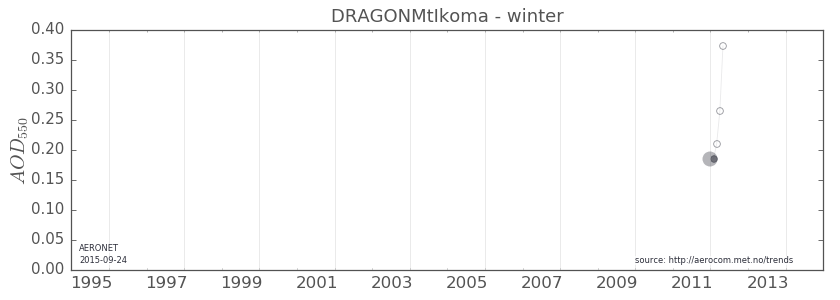 DRAGONMtIkoma - winter
0.40
0.35
0.30
0.25
0.20
0.15
0.10
0.05
0.00
AOD550
AERONET
2015-09-24
source: http://aerocom.met.no/trends
1995 1997 1999 2001 2003 2005 2007 2009 2011 2013